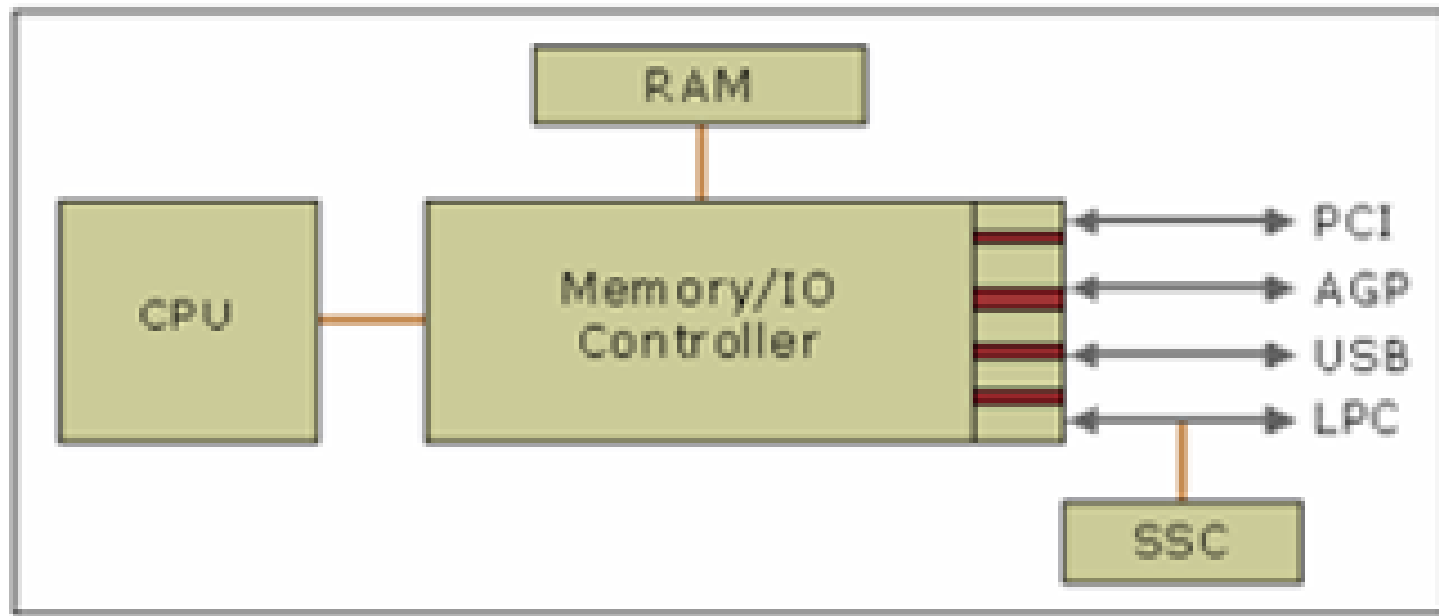 RAM
CPU
Memory/IO
Controller
PCI
AGP
USB
LPC
SSC